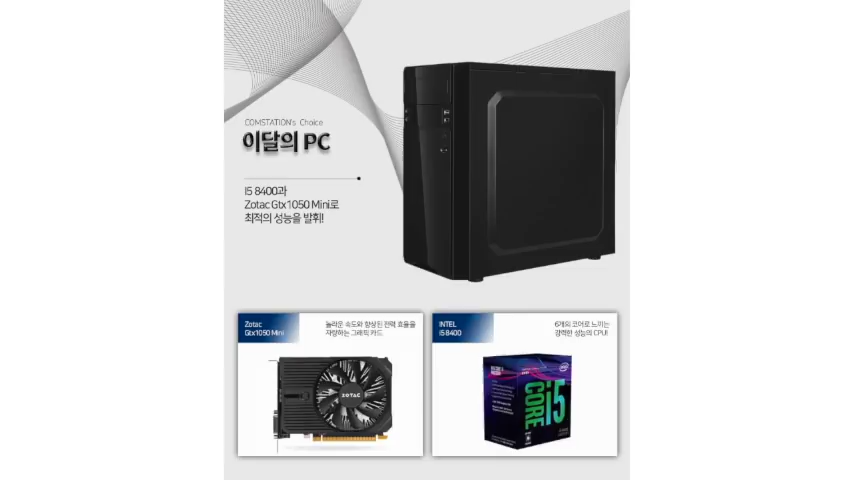 COMSTATION's Choice
이달의 PC
I5 8400과
Zotac Gtx1050 Mini로
최적의 성능을 발휘!
Zotac
Gtx1050 Mini
놀라운 속도와 향상된 전력 효율을
자랑하는 그래픽 카드
ZOTAC
INTEL
i5 8400
6개의 코어로 느끼는
강력한 성능의 CPU!
intel
CORE i5